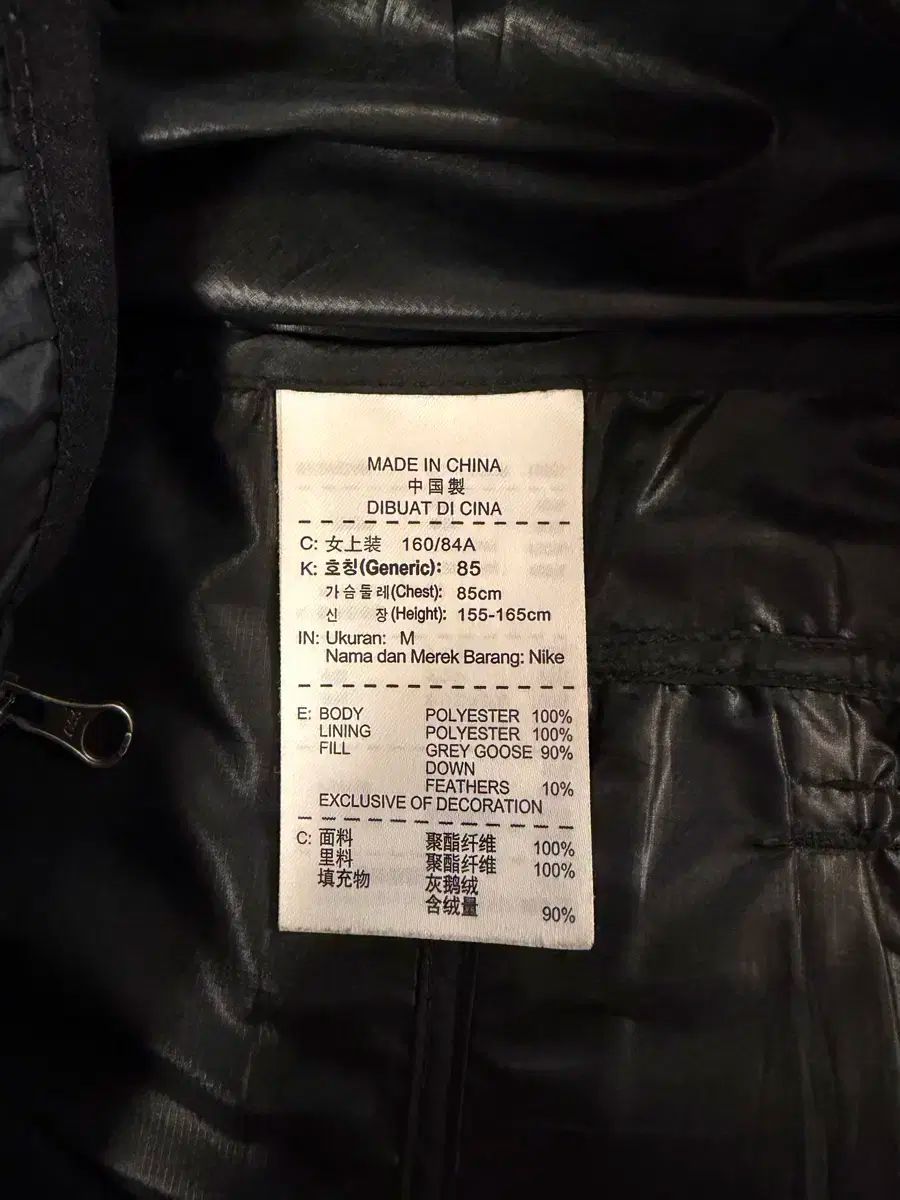 MADE IN CHINA
中国製
DIBUAT DI CINA
C: 女上装 160/84A
K: 호칭(Generic): 85
가슴둘레(Chest): 85cm
신 장(Height): 155-165cm
IN: Ukuran: M
Nama dan Merek Barang: Nike
E: BODY POLYESTER 100%
LINING POLYESTER 100%
FILL GREY GOOSE 90%
DOWN
FEATHERS 10%
EXCLUSIVE OF DECORATION
C: 面料 聚酯纤维 100%
里料 聚酯纤维 100%
填充物 灰鹅绒
含绒量 90%